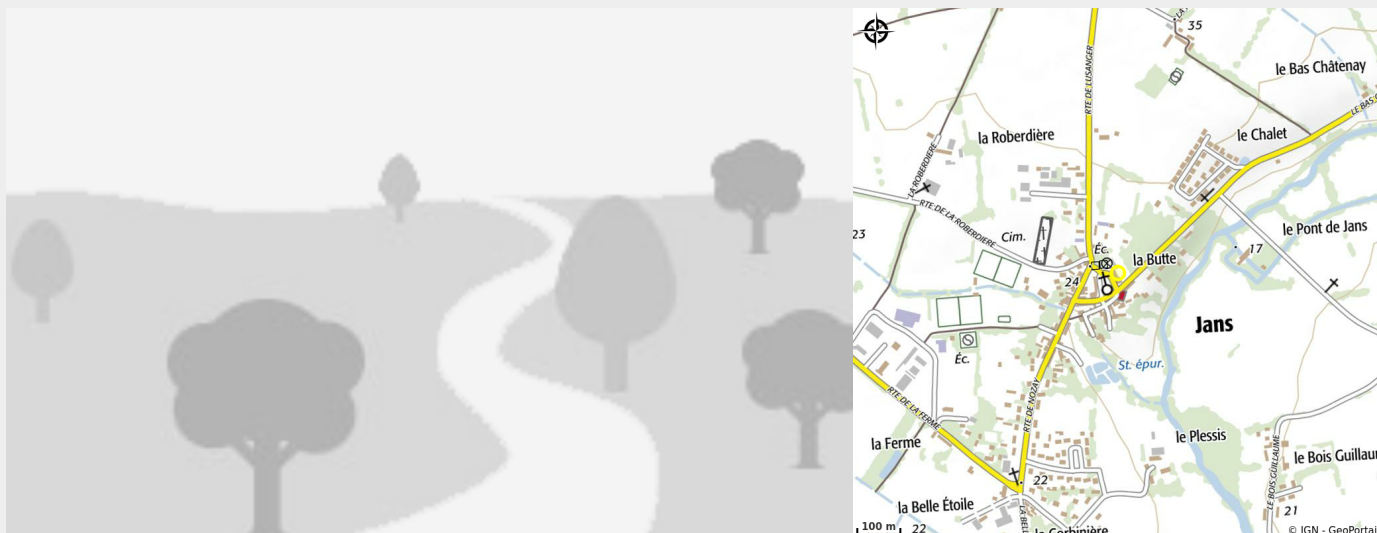 35
le Bas Châtenay
RTE DE LUSANGER
la Roberdière
le Chalet
LA ROBERDIERE
RTE DE LA ROBERDIERE
23
Cim.
Éc.
le Pont de Jans
17
la Butte
24
Jans
Éc.
St. épur.
RTE DE NOZAY
RTE DE LA FERME
la Ferme
le Plessis
LE BOIS GUILLAUME
le Bois Guillau
22
la Belle Étoile
21
100 m
22
© IGN - GeoPortai